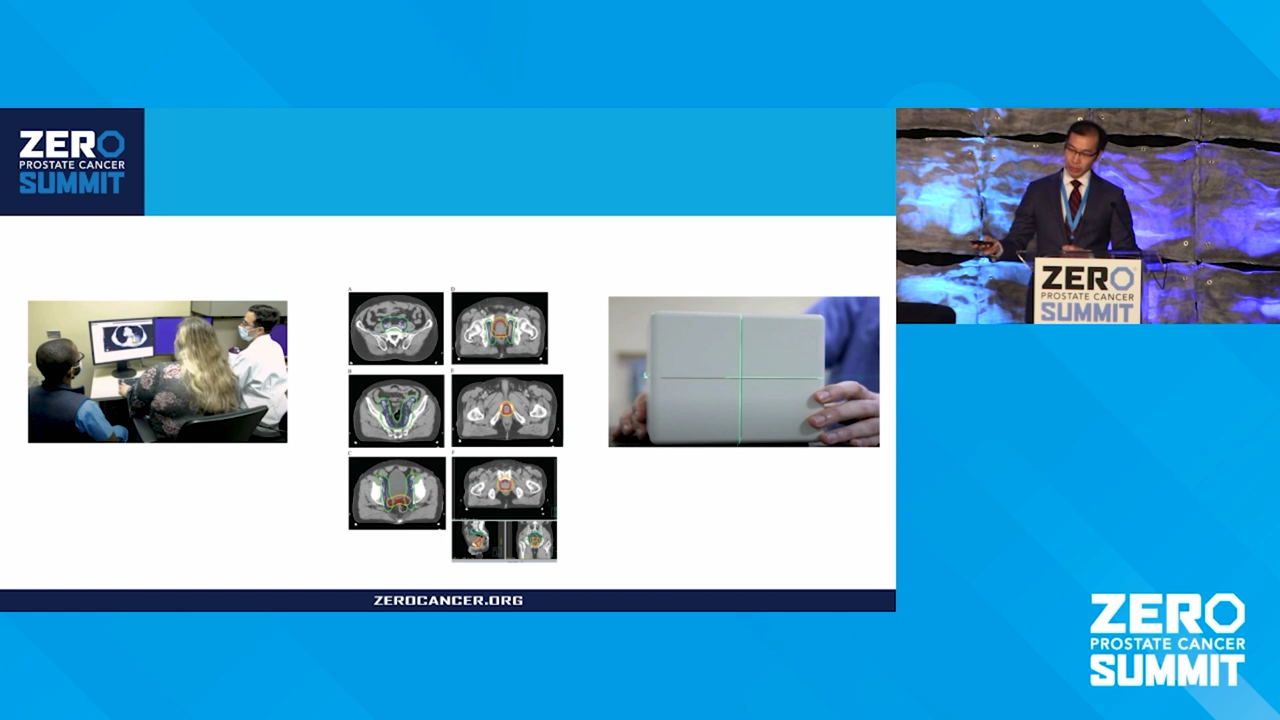 ZERO
PROSTATE CANCER
SUMMIT
A
D
B
E
C
F
ZEROCANCER.ORG
ZERO
PROSTATE CANCER
SUMMIT
ZERO
PROSTATE CANCER
SUMMIT